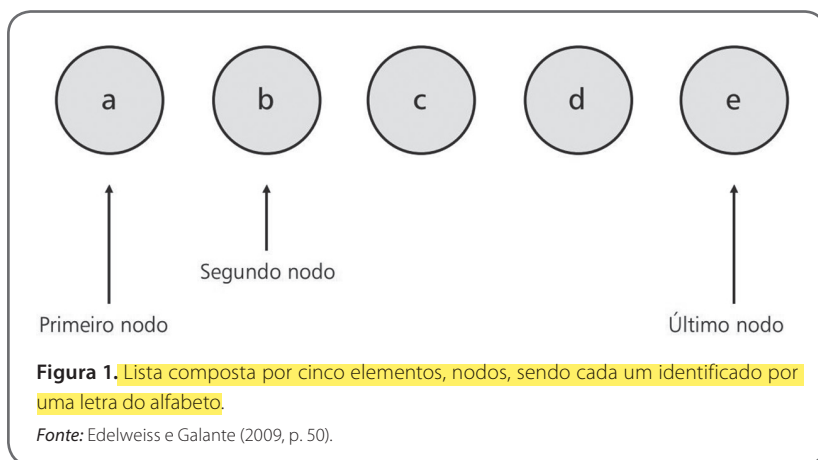 a b c d e
Segundo nodo
Primeiro nodo Último nodo
Figura 1. Lista composta por cinco elementos, nodos, sendo cada um identificado por
uma letra do alfabeto.
Fonte: Edelweiss e Galante (2009, p. 50).